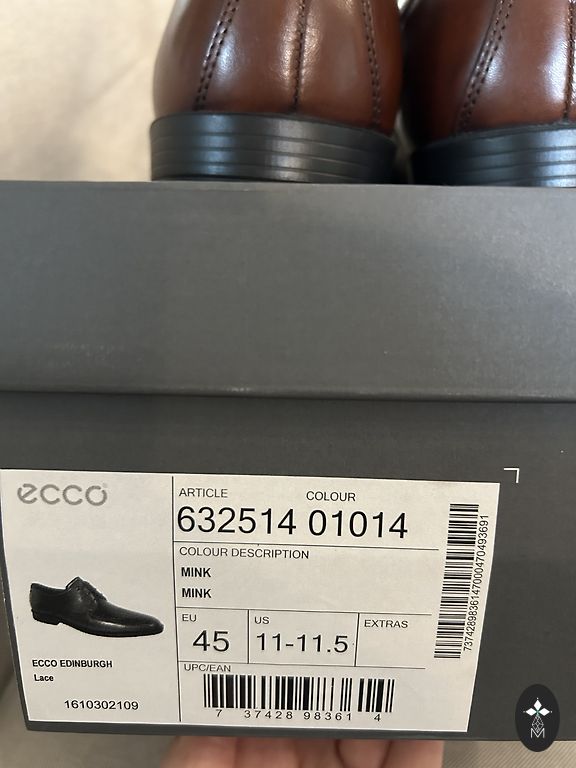 ecco
ARTICLE COLOUR
632514 01014
COLOUR DESCRIPTION
MINK
MINK
EU US EXTRAS
45 11-11.5
UPC/EAN
7 37428 98361 4
ECCO EDINBURGH
Lace
1610302109
7374289836147000470493691
M